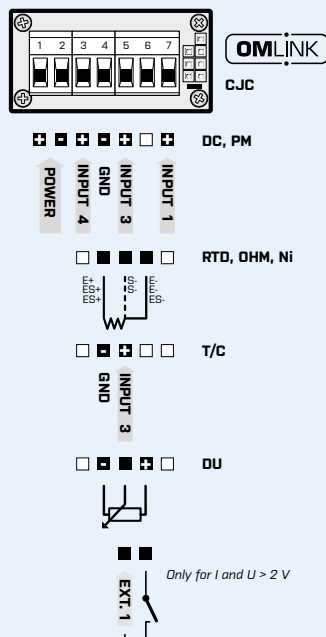 1 2 3 4 5 6 7
OMLINK
CJC
DC, PM
POWER
INPUT 4
GND
INPUT 3
INPUT 1
RTD, OHM, Ni
E+ S- E-
ES+ S- E-
ES+ ES-
T/C
GND
INPUT 3
DU
Only for I and U > 2 V
EXT. 1